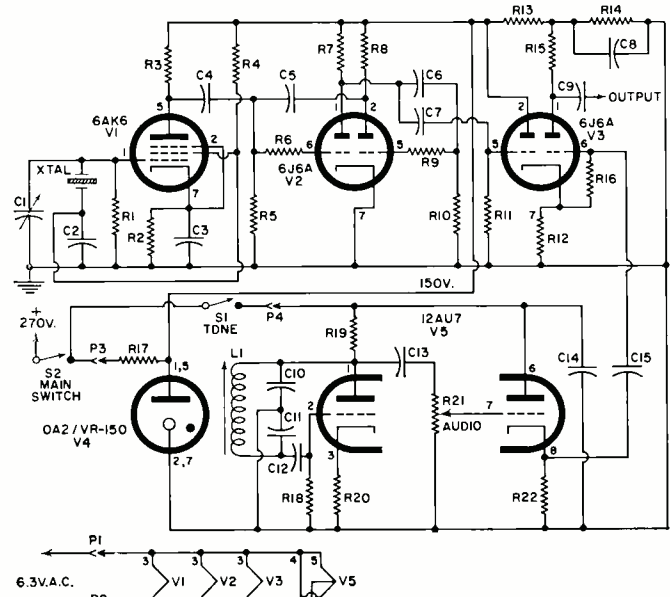 R13
R14
R3
R4
R7
R8
R15
C8
C4
C5
C6
C9
OUTPUT
C7
5
1
2
2
1
6AK6
V1
1
2
6
5
5
6
6J6A
V3
XTAL
R6
6J6A
V2
R9
R16
C1
7
7
7
R1
R5
R10
R11
C2
R2
C3
R12
150V.
+
270V.
S1
TONE
P4
12AU7
V5
S2
MAIN
SWITCH
P3
R17
R19
1,5
L1
C10
1
C13
6
C14
C15
OA2/VR-150
V4
C11
2
R21
AUDIO
7
2,7
C12
3
8
R18
R20
R22
P1
6.3V.A.C.
3
V1
3
V2
3
V3
4
5
V5